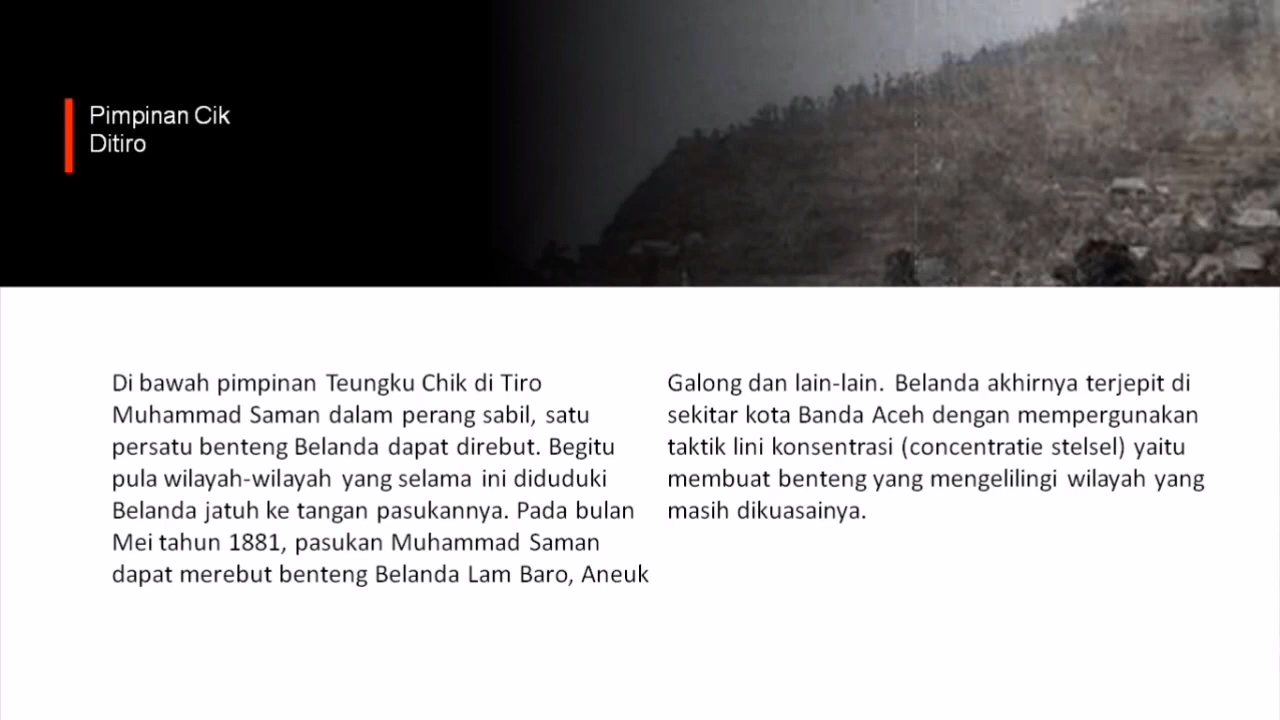 Pimpinan Cik
Ditiro
Di bawah pimpinan Teungku Chik di Tiro
Muhammad Saman dalam perang sabil, satu
persatu benteng Belanda dapat direbut. Begitu
pula wilayah-wilayah yang selama ini diduduki
Belanda jatuh ke tangan pasukannya. Pada bulan
Mei tahun 1881, pasukan Muhammad Saman
dapat merebut benteng Belanda Lam Baro, Aneuk
Galong dan lain-lain. Belanda akhirnya terjepit di
sekitar kota Banda Aceh dengan mempergunakan
taktik lini konsentrasi (concentratie stelsel) yaitu
membuat benteng yang mengelilingi wilayah yang
masih dikuasainya.